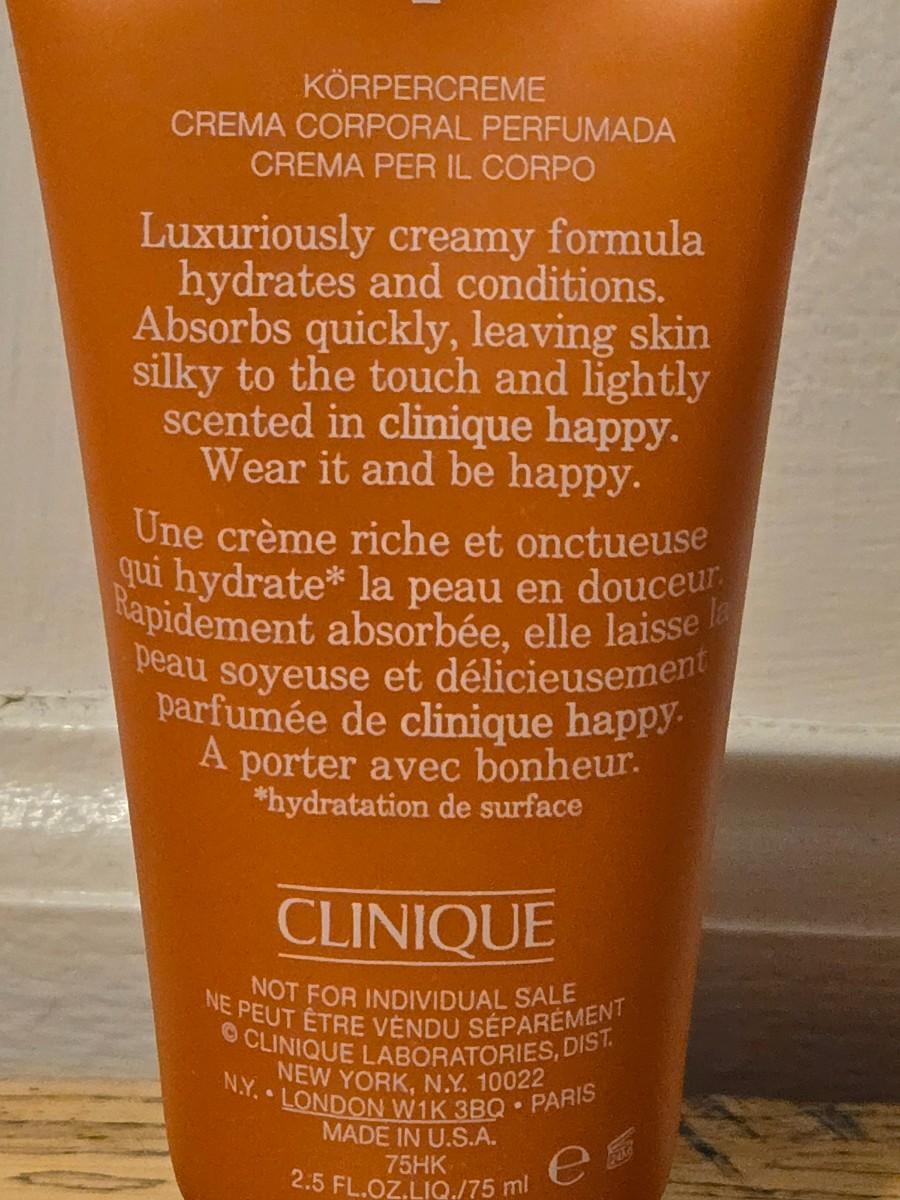 KÖRPERCREME
CREMA CORPORAL PERFUMADA
CREMA PER IL CORPO
Luxuriously creamy formula
hydrates and conditions.
Absorbs quickly, leaving skin
silky to the touch and lightly
scented in clinique happy.
Wear it and be happy.
Une crème riche et onctueuse
qui hydrate* la peau en douceur.
Rapidement absorbée, elle laisse la
peau soyeuse et délicieusement
parfumée de clinique happy.
A porter avec bonheur.
*hydratation de surface
CLINIQUE
NOT FOR INDIVIDUAL SALE
NE PEUT ÊTRE VENDU SÉPARÉMENT
© CLINIQUE LABORATORIES, DIST.
NEW YORK, N.Y. 10022
N.Y. • LONDON W1K 3BQ • PARIS
MADE IN U.S.A.
75HK
2.5 FL.OZ.LIQ./75 ml e